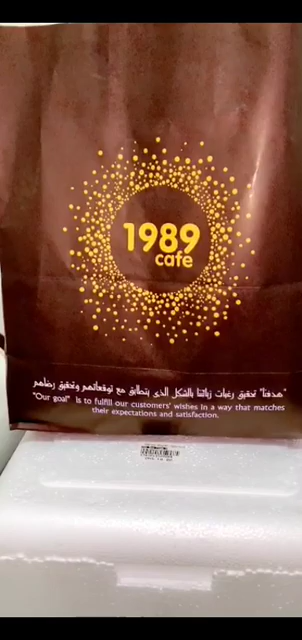 1989
cafe
"هدفنا" تحقيق رغبات زبائننا بالشكل الذي يتطابق مع توقعاتهم وتحقيق رضاهم
"Our goal" is to fulfill our customers' wishes in a way that matches
their expectations and satisfaction.